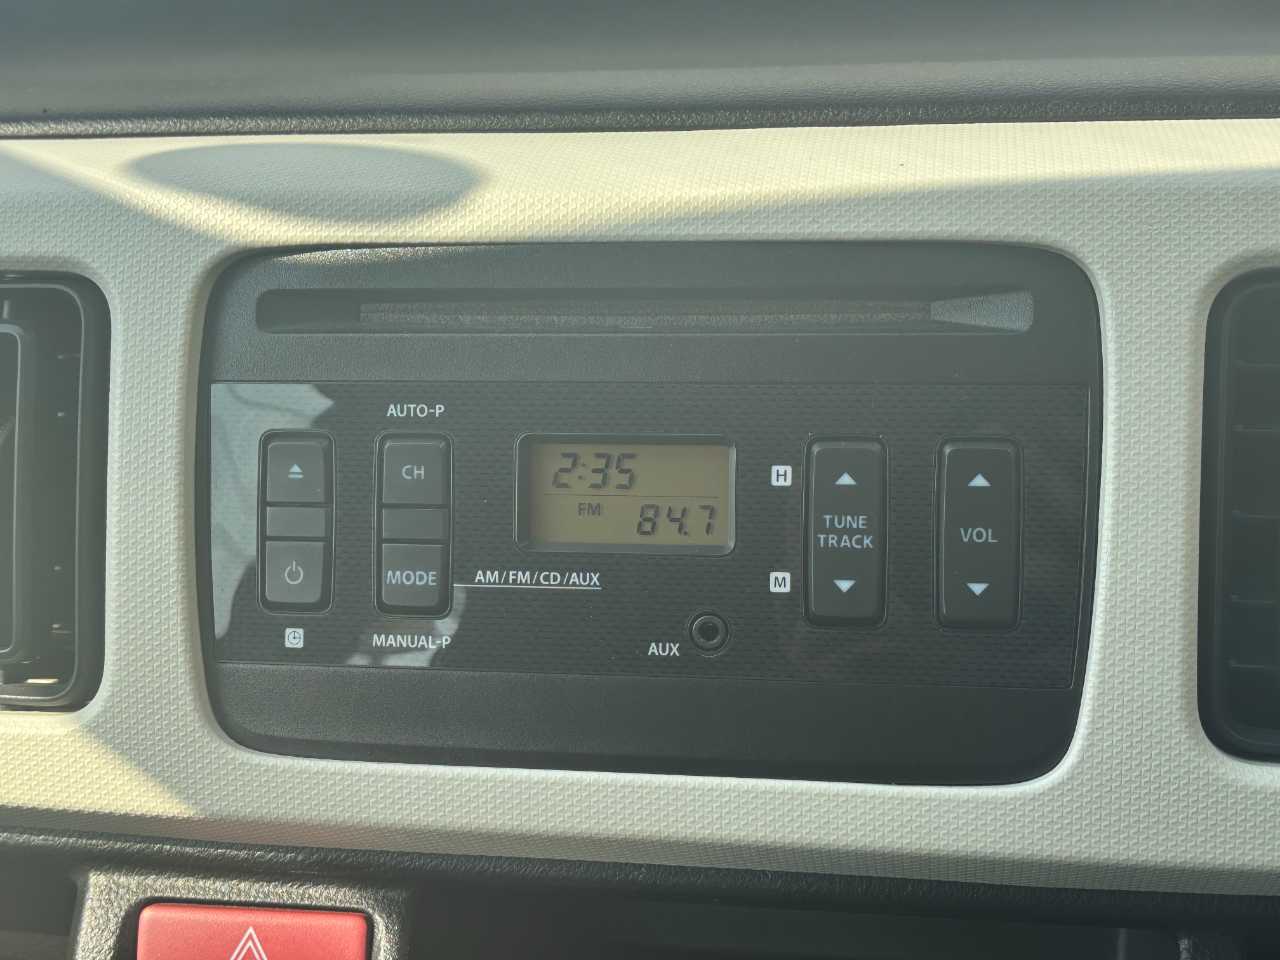 AUTO-P
CH
MODE
AM/FM/CD/AUX
MANUAL-P
2:35
FM
84.7
AUX
H
M
TUNE
TRACK
VOL